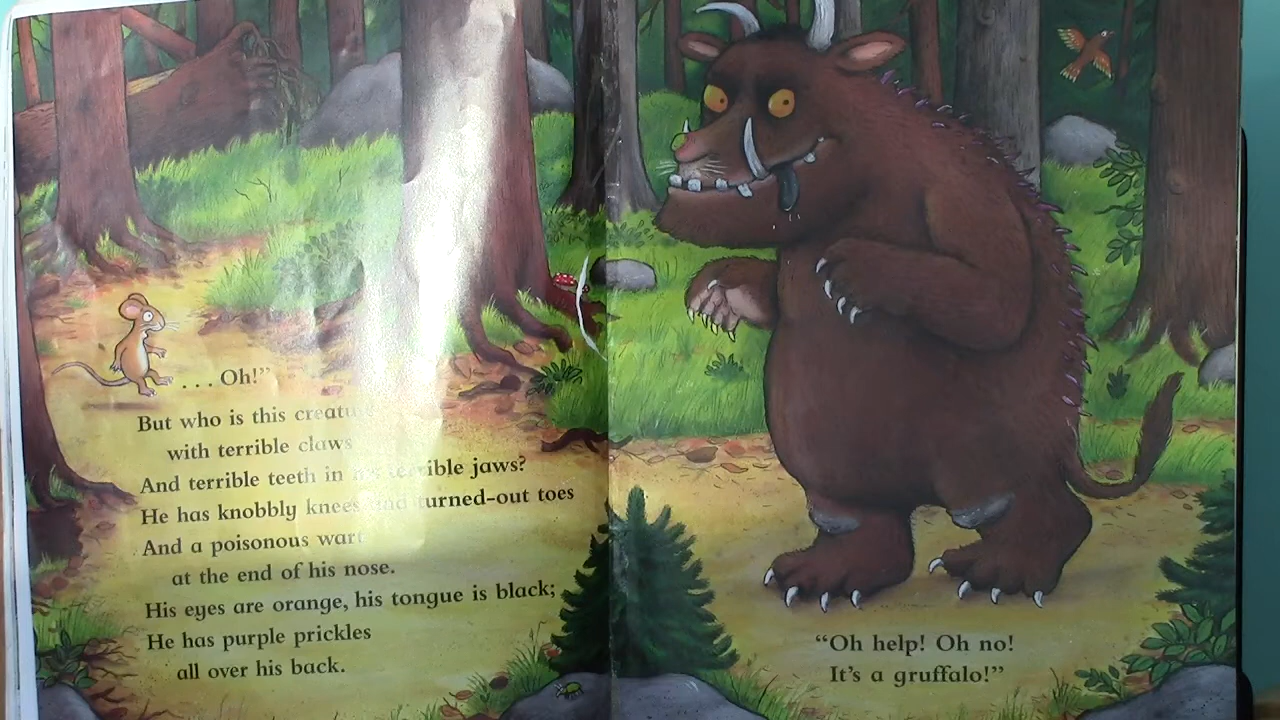 . . . Oh!”
But who is this creature
with terrible claws
And terrible teeth in his terrible jaws?
He has knobbly knees and turned-out toes
And a poisonous wart
at the end of his nose.
His eyes are orange, his tongue is black;
He has purple prickles
all over his back.
“Oh help! Oh no!
It’s a gruffalo!”